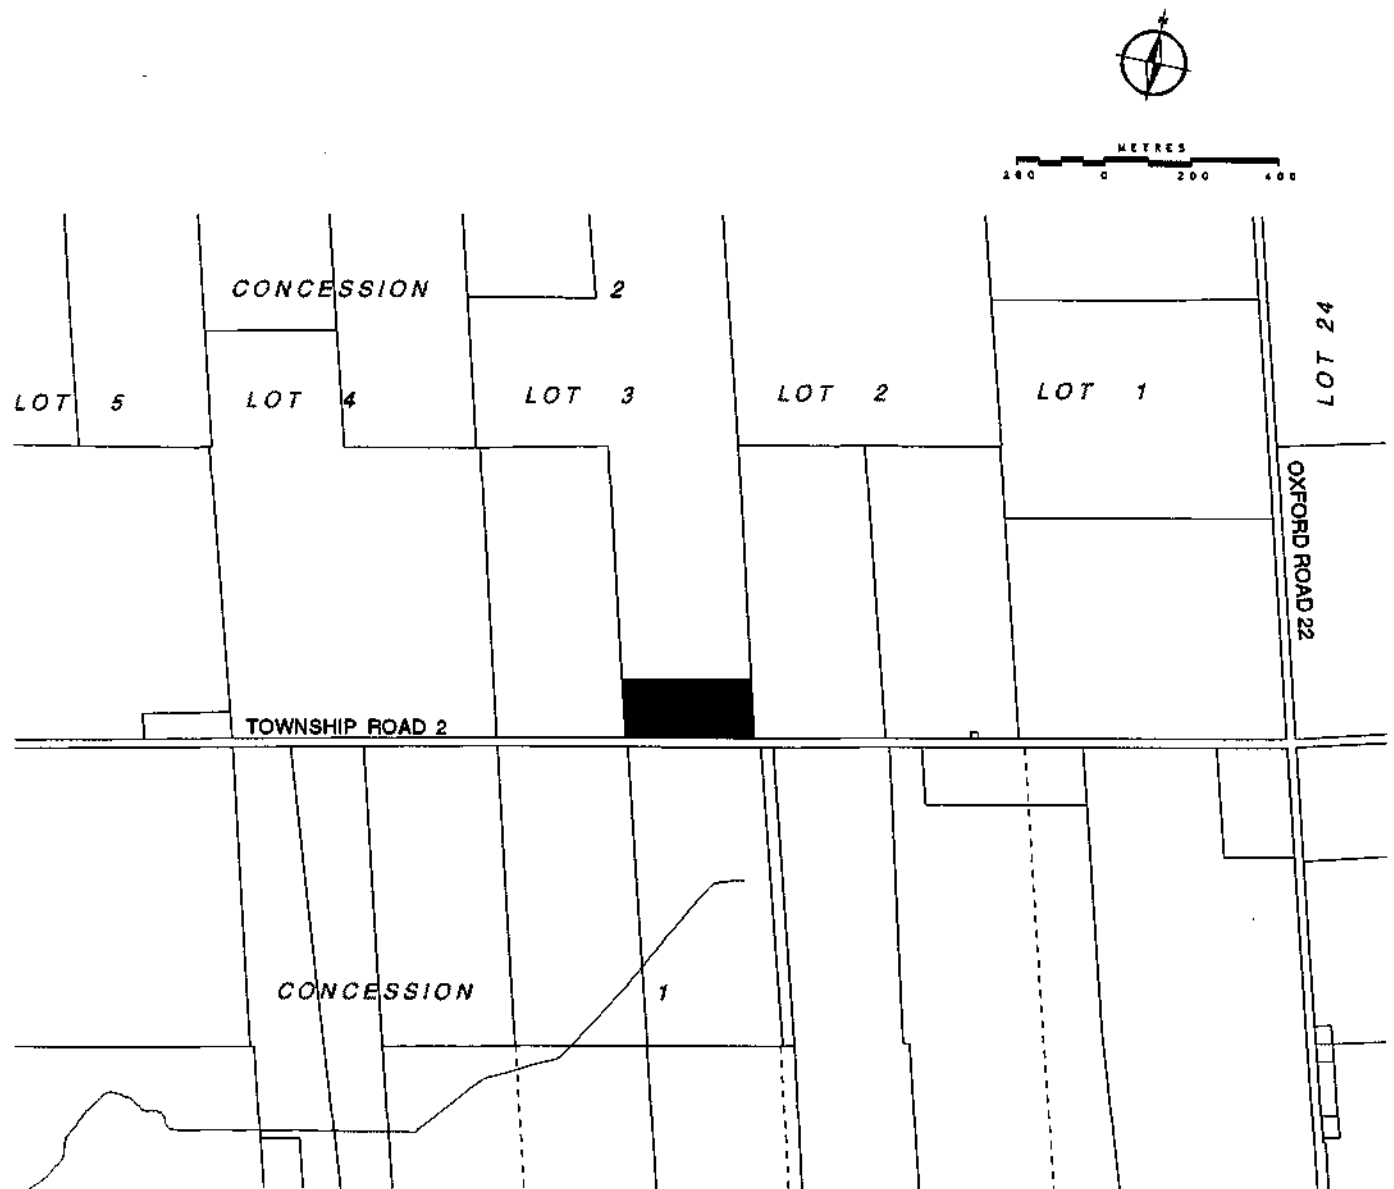 N
METRES
200 0 200 400
CONCESSION 2
LOT 24
LOT 5 LOT 4 LOT 3 LOT 2 LOT 1
OXFORD ROAD 22
TOWNSHIP ROAD 2
CONCESSION 1